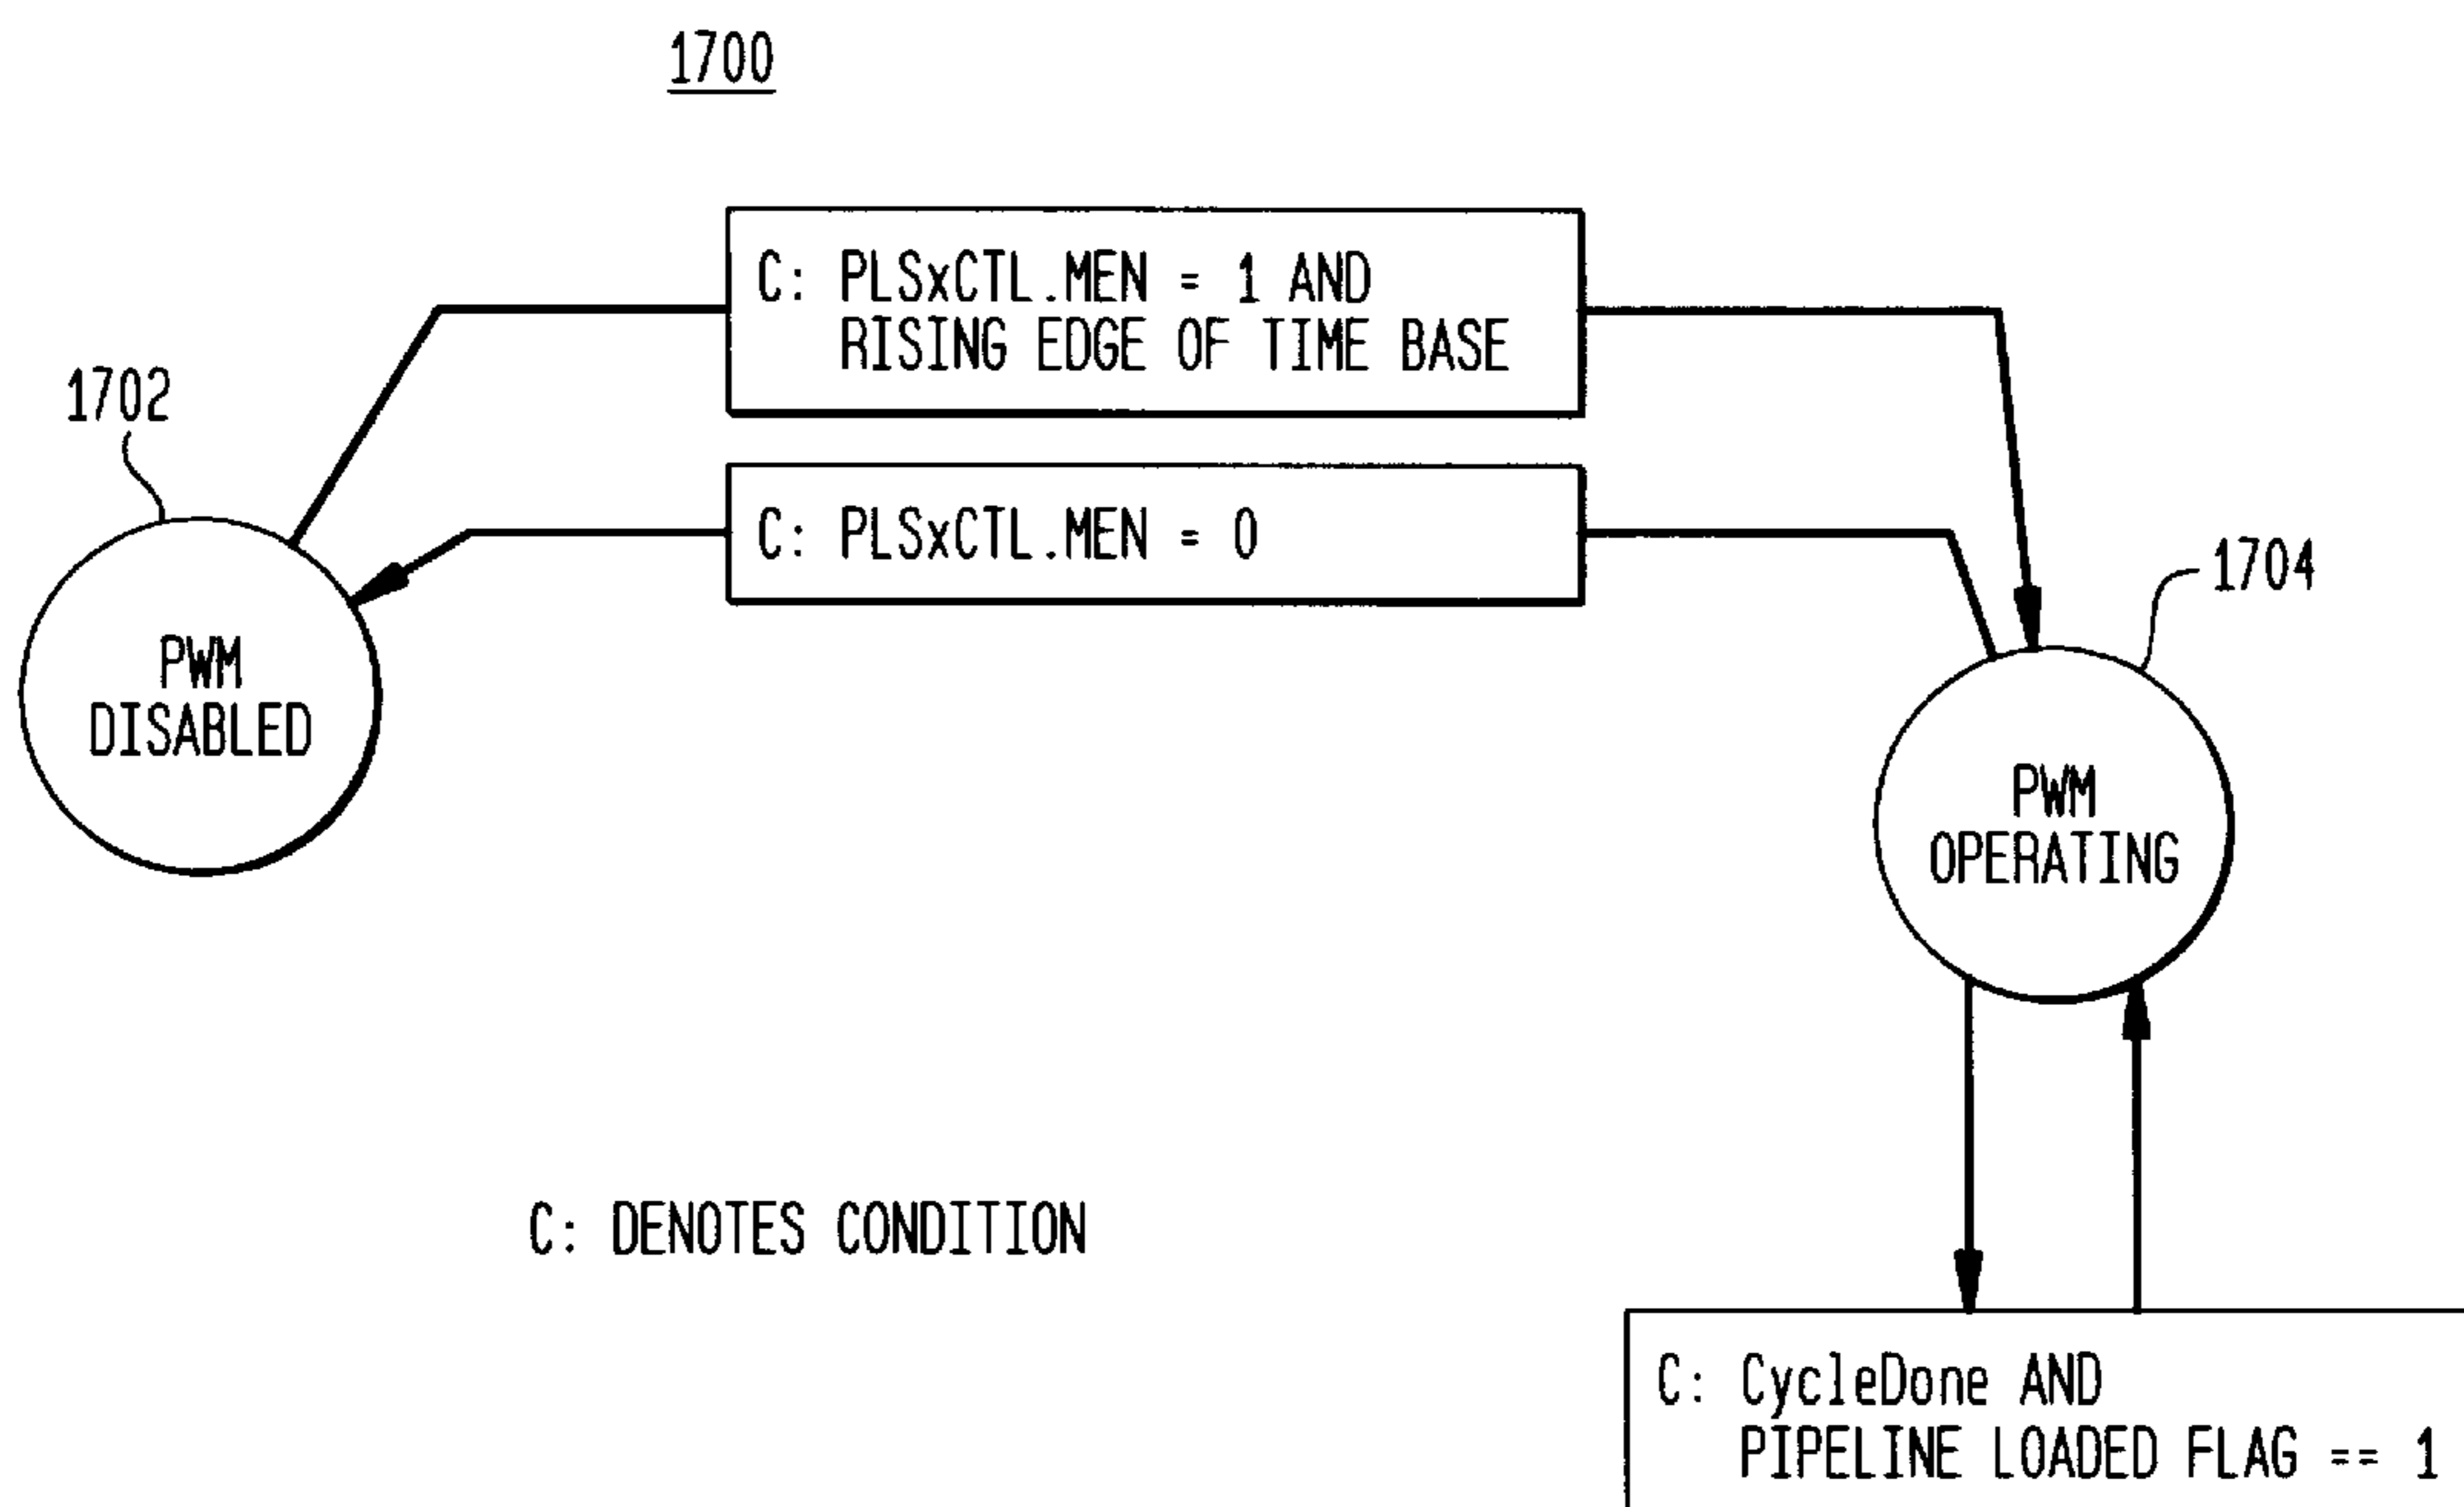 1700
C: PLSxCTL.MEN = 1 AND
RISING EDGE OF TIME BASE
1702
C: PLSxCTL.MEN = 0
1704
PWM
DISABLED
PWM
OPERATING
C: DENOTES CONDITION
C: CycleDone AND
PIPELINE LOADED FLAG == 1